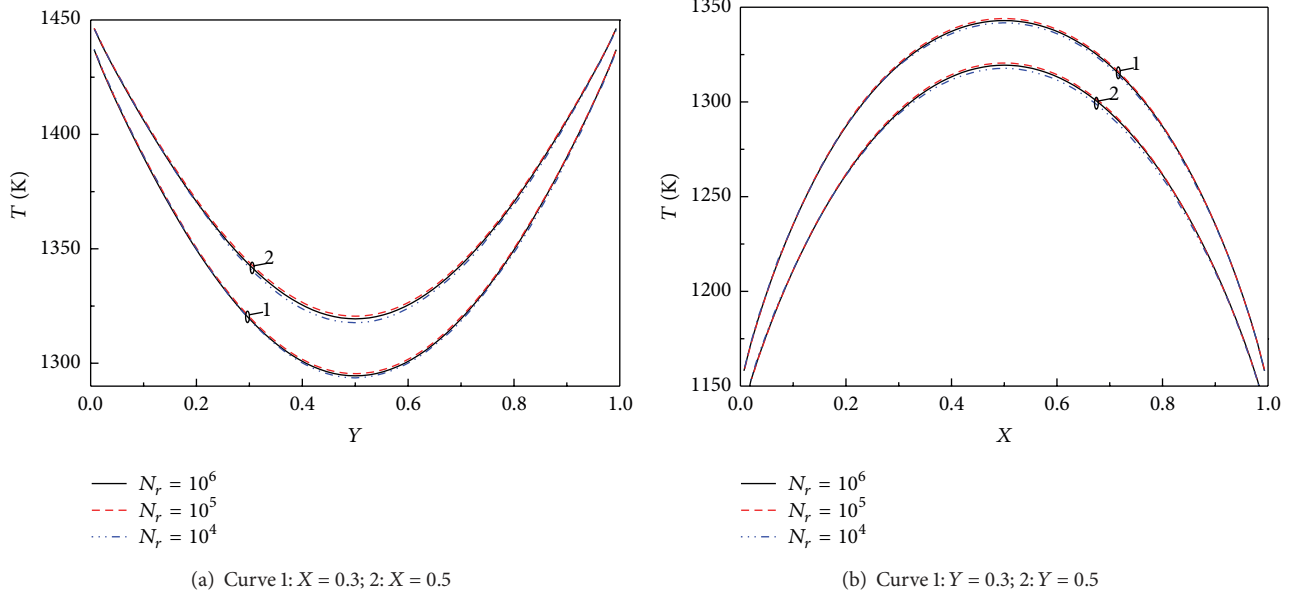 1450
1400
1350
1300
T (K)
2
1
0.0 0.2 0.4 0.6 0.8 1.0
Y
N_r = 10^6
N_r = 10^5
N_r = 10^4
(a) Curve 1: X = 0.3; 2: X = 0.5
1350
1300
1250
1200
1150
T (K)
1
2
0.0 0.2 0.4 0.6 0.8 1.0
X
N_r = 10^6
N_r = 10^5
N_r = 10^4
(b) Curve 1: Y = 0.3; 2: Y = 0.5